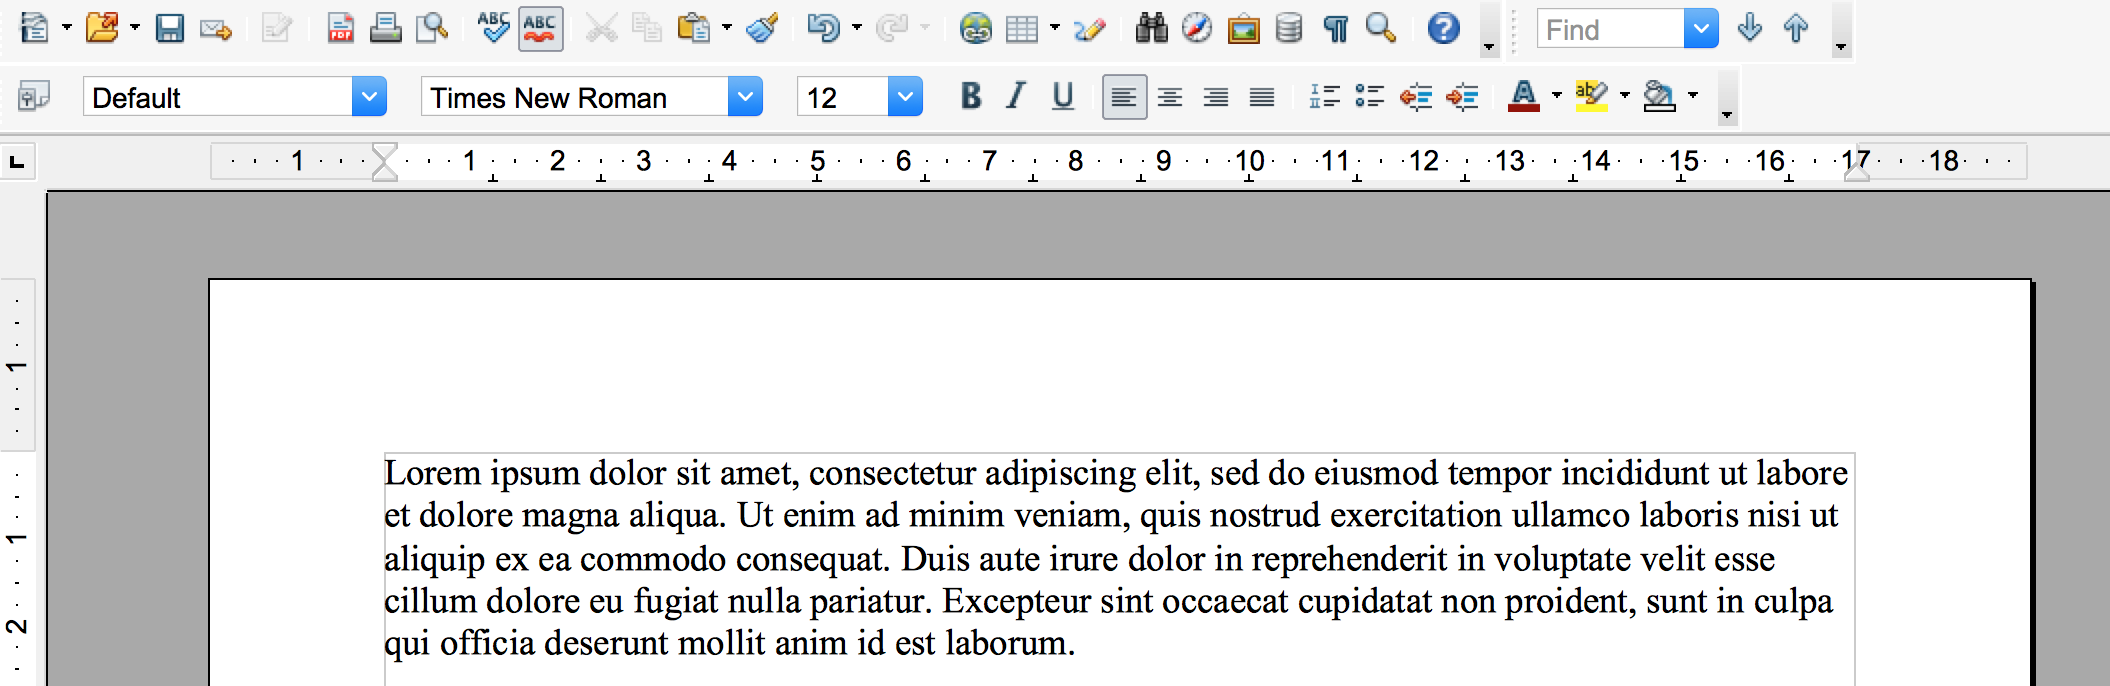 ABC ABC Find
Default Times New Roman 12 B I U A ab
1 1 2 3 4 5 6 7 8 9 10 11 12 13 14 15 16 17 18
1
1
2
Lorem ipsum dolor sit amet, consectetur adipiscing elit, sed do eiusmod tempor incididunt ut labore
et dolore magna aliqua. Ut enim ad minim veniam, quis nostrud exercitation ullamco laboris nisi ut
aliquip ex ea commodo consequat. Duis aute irure dolor in reprehenderit in voluptate velit esse
cillum dolore eu fugiat nulla pariatur. Excepteur sint occaecat cupidatat non proident, sunt in culpa
qui officia deserunt mollit anim id est laborum.